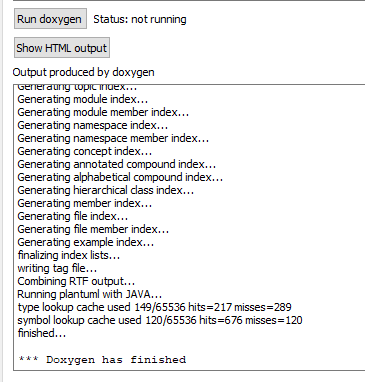 Run doxygen Status: not running
Show HTML output
Output produced by doxygen
Generating topic index...
Generating module index...
Generating module member index...
Generating namespace index...
Generating namespace member index...
Generating concept index...
Generating annotated compound index...
Generating alphabetical compound index...
Generating hierarchical class index...
Generating member index...
Generating file index...
Generating file member index...
Generating example index...
finalizing index lists...
writing tag file...
Combining RTF output...
Running plantuml with JAVA...
type lookup cache used 149/65536 hits=217 misses=289
symbol lookup cache used 120/65536 hits=676 misses=120
finished...
*** Doxygen has finished